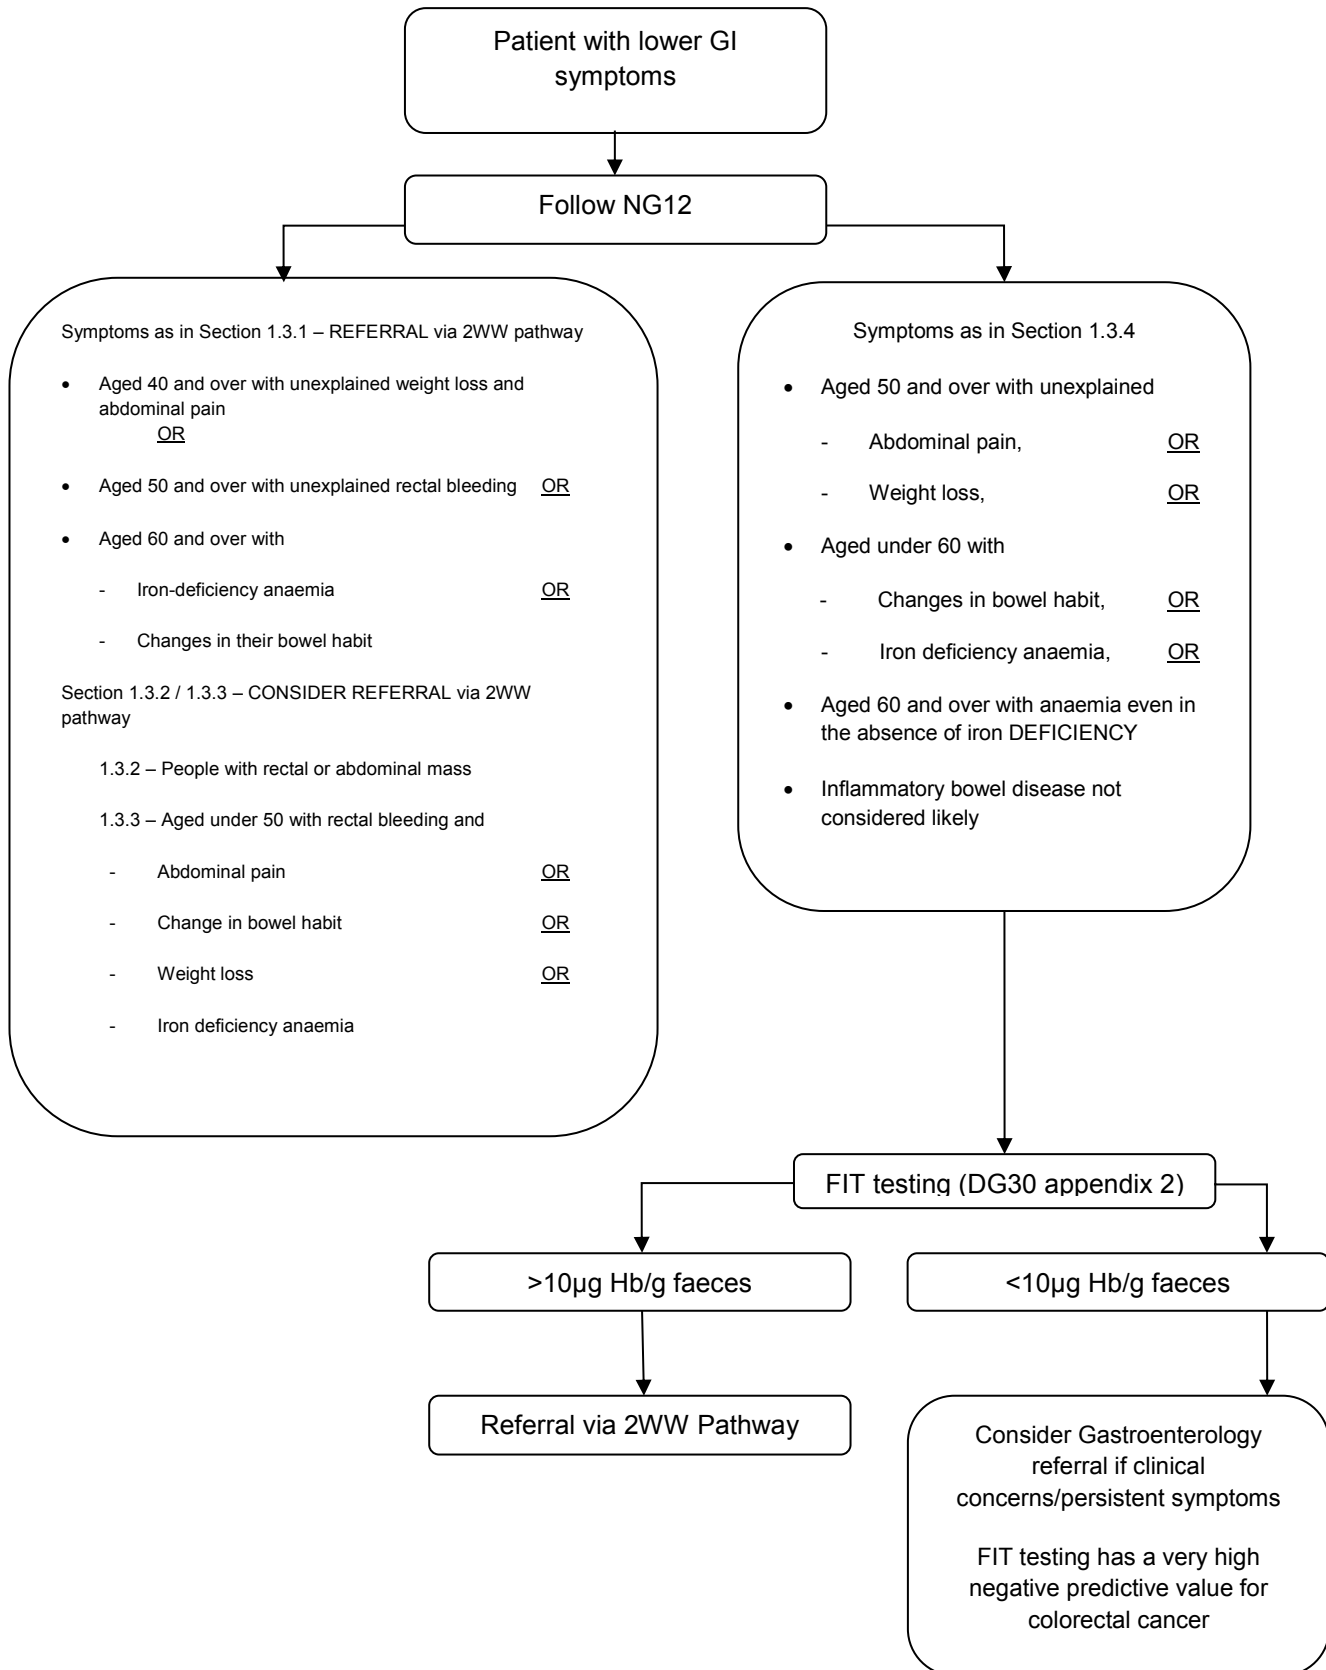 Patient with lower GI
symptoms
Follow NG12
Symptoms as in Section 1.3.1 – REFERRAL via 2WW pathway
• Aged 40 and over with unexplained weight loss and
abdominal pain
OR
• Aged 50 and over with unexplained rectal bleeding OR
• Aged 60 and over with
- Iron-deficiency anaemia OR
- Changes in their bowel habit
Section 1.3.2 / 1.3.3 – CONSIDER REFERRAL via 2WW
pathway
1.3.2 – People with rectal or abdominal mass
1.3.3 – Aged under 50 with rectal bleeding and
- Abdominal pain OR
- Change in bowel habit OR
- Weight loss OR
- Iron deficiency anaemia
Symptoms as in Section 1.3.4
• Aged 50 and over with unexplained
- Abdominal pain, OR
- Weight loss, OR
• Aged under 60 with
- Changes in bowel habit, OR
- Iron deficiency anaemia, OR
• Aged 60 and over with anaemia even in
the absence of iron DEFICIENCY
• Inflammatory bowel disease not
considered likely
FIT testing (DG30 appendix 2)
>10µg Hb/g faeces
<10µg Hb/g faeces
Referral via 2WW Pathway
Consider Gastroenterology
referral if clinical
concerns/persistent symptoms
FIT testing has a very high
negative predictive value for
colorectal cancer